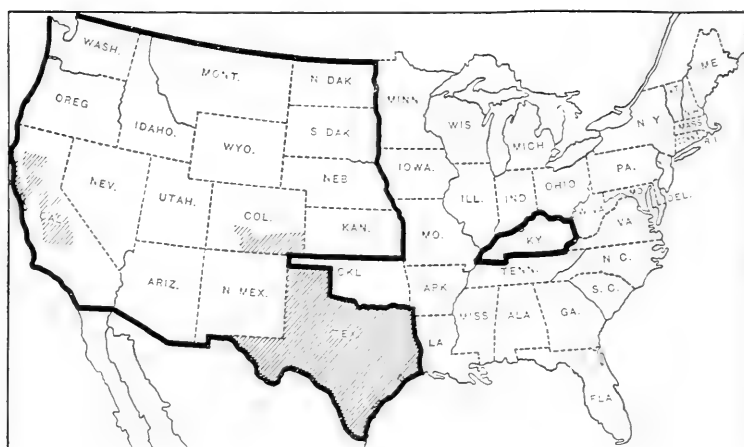 WASH.
MONT.
N. DAK
MINN
ME
OREG
IDAHO.
S. DAK
WIS
MICH
N. Y
MASS
WYO.
NEB
IOWA.
PA.
NEV.
UTAH.
COL.
KAN.
ILL.
IND
OHIO
DEL.
CAL
MO.
KY.
VA
ARIZ.
N. MEX.
OKL
ARK
TENN.
N. C.
S. C.
TEX.
LA
MISS
ALA
GA.
FLA